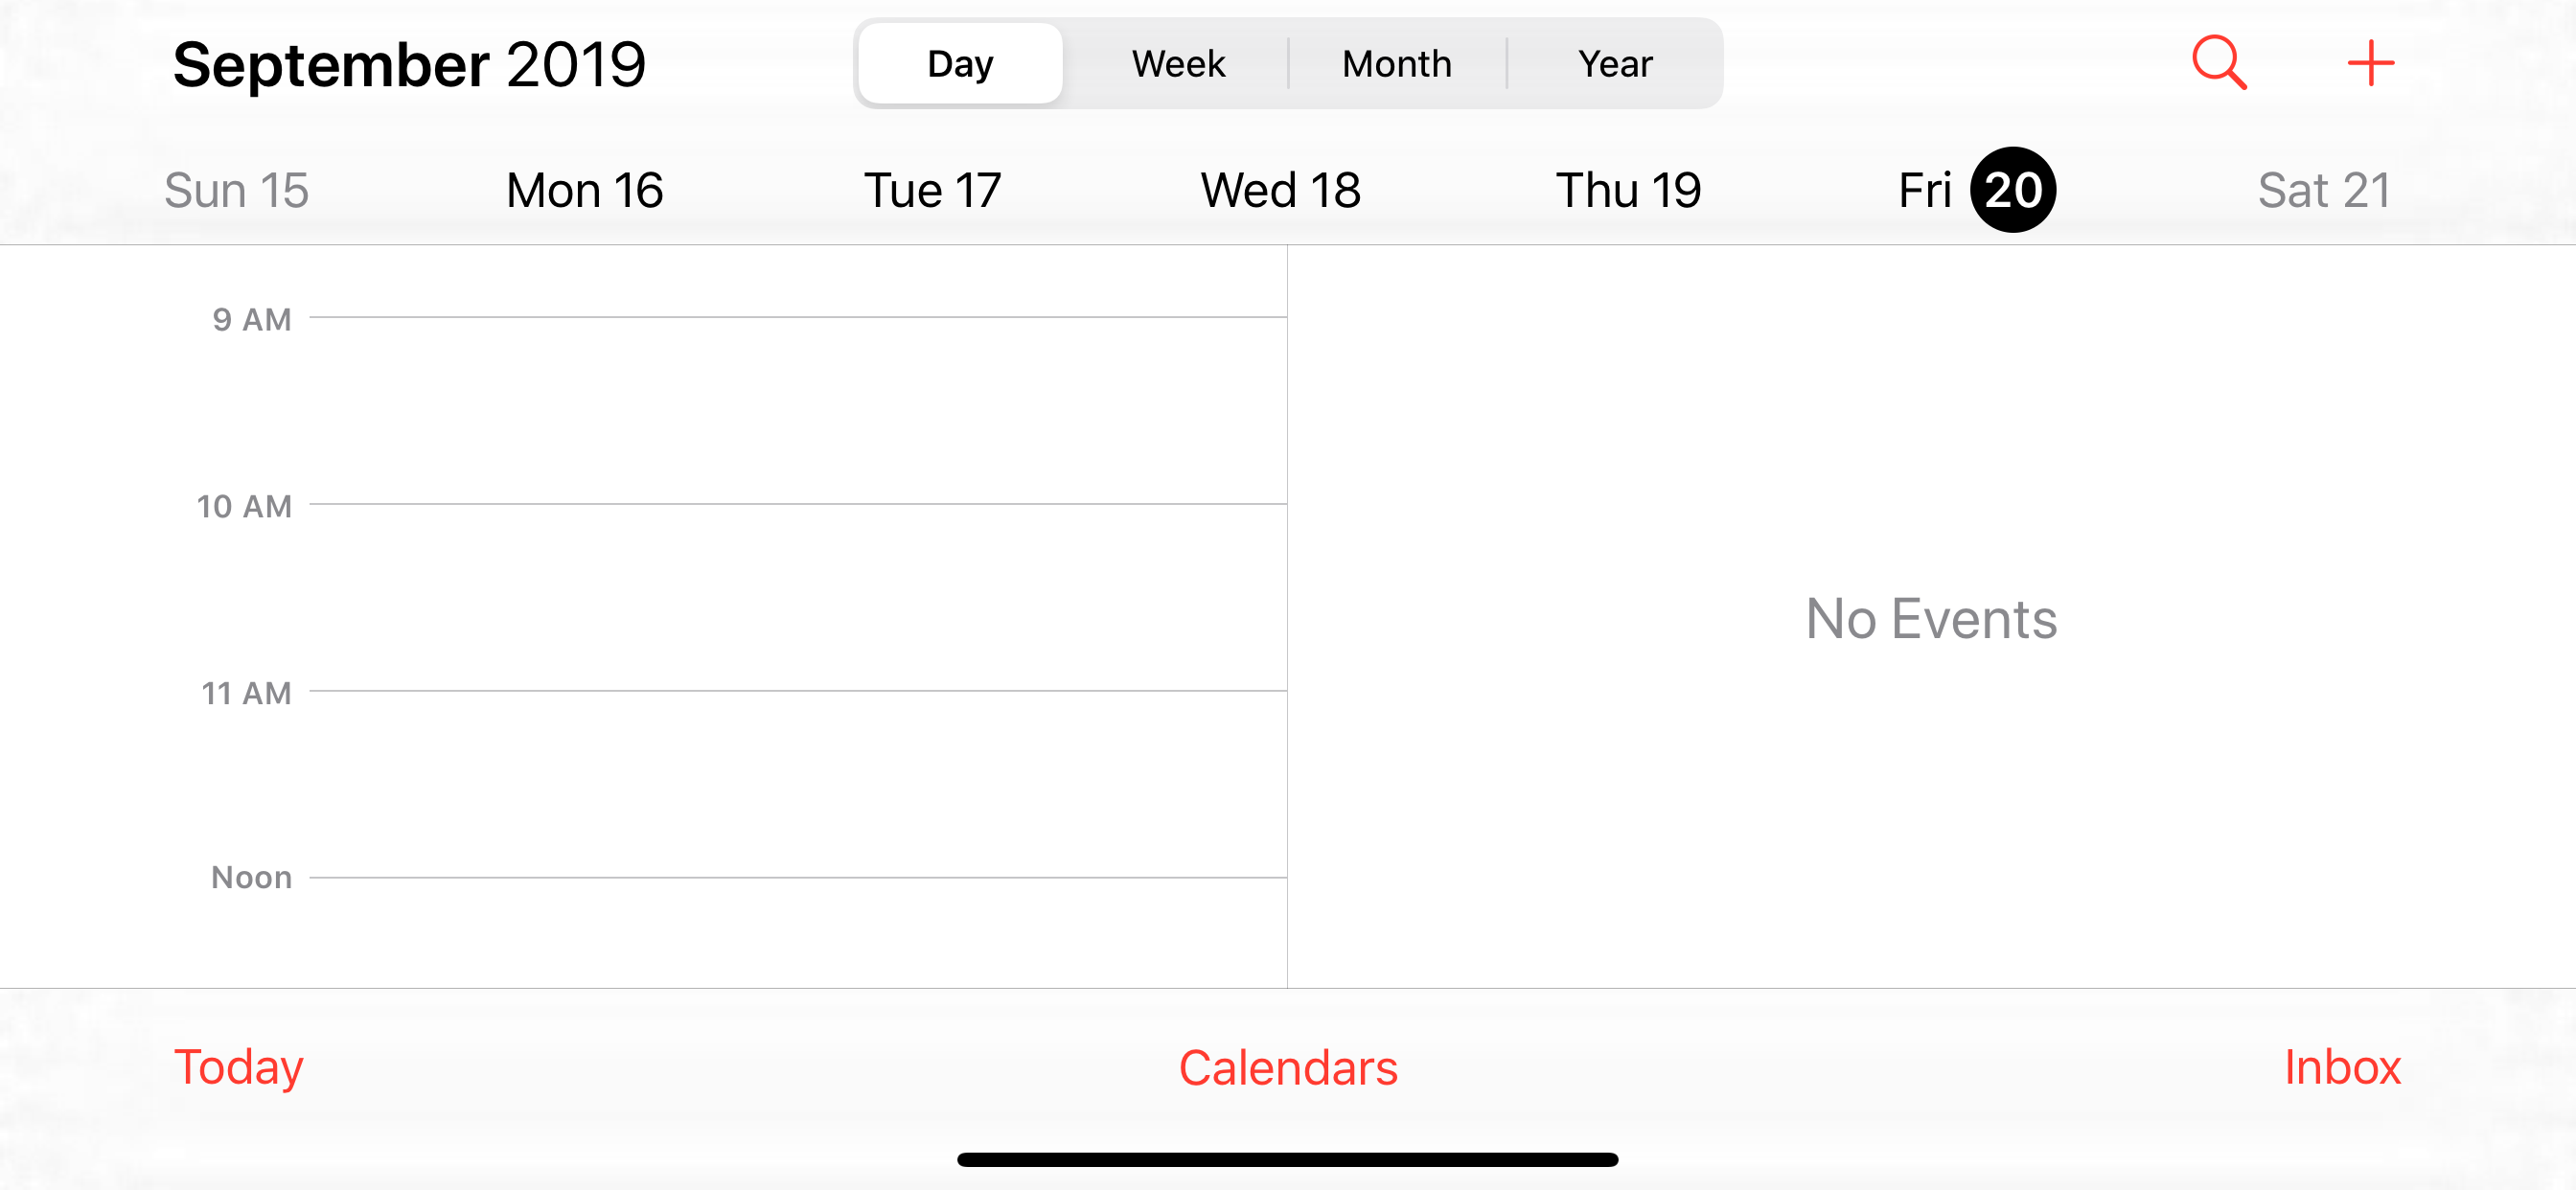 September 2019 Day Week Month Year
Sun 15 Mon 16 Tue 17 Wed 18 Thu 19 Fri 20 Sat 21
9 AM
10 AM
No Events
11 AM
Noon
Today Calendars Inbox